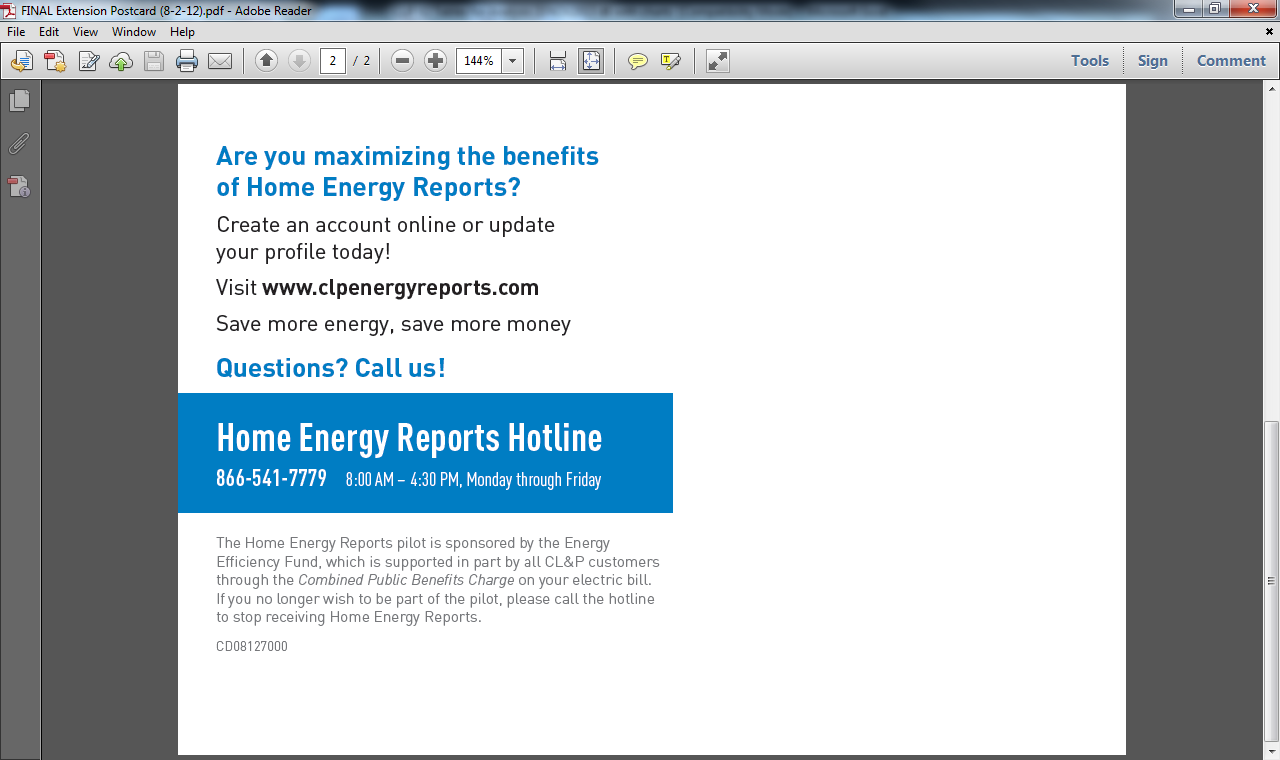 FINAL Extension Postcard (8-2-12).pdf - Adobe Reader
File Edit View Window Help
2 / 2 144% Tools Sign Comment
Are you maximizing the benefits
of Home Energy Reports?
Create an account online or update
your profile today!
Visit www.clpenergyreports.com
Save more energy, save more money
Questions? Call us!
Home Energy Reports Hotline
866-541-7779 8:00 AM – 4:30 PM, Monday through Friday
The Home Energy Reports pilot is sponsored by the Energy
Efficiency Fund, which is supported in part by all CL&P customers
through the Combined Public Benefits Charge on your electric bill.
If you no longer wish to be part of the pilot, please call the hotline
to stop receiving Home Energy Reports.
CD08127000